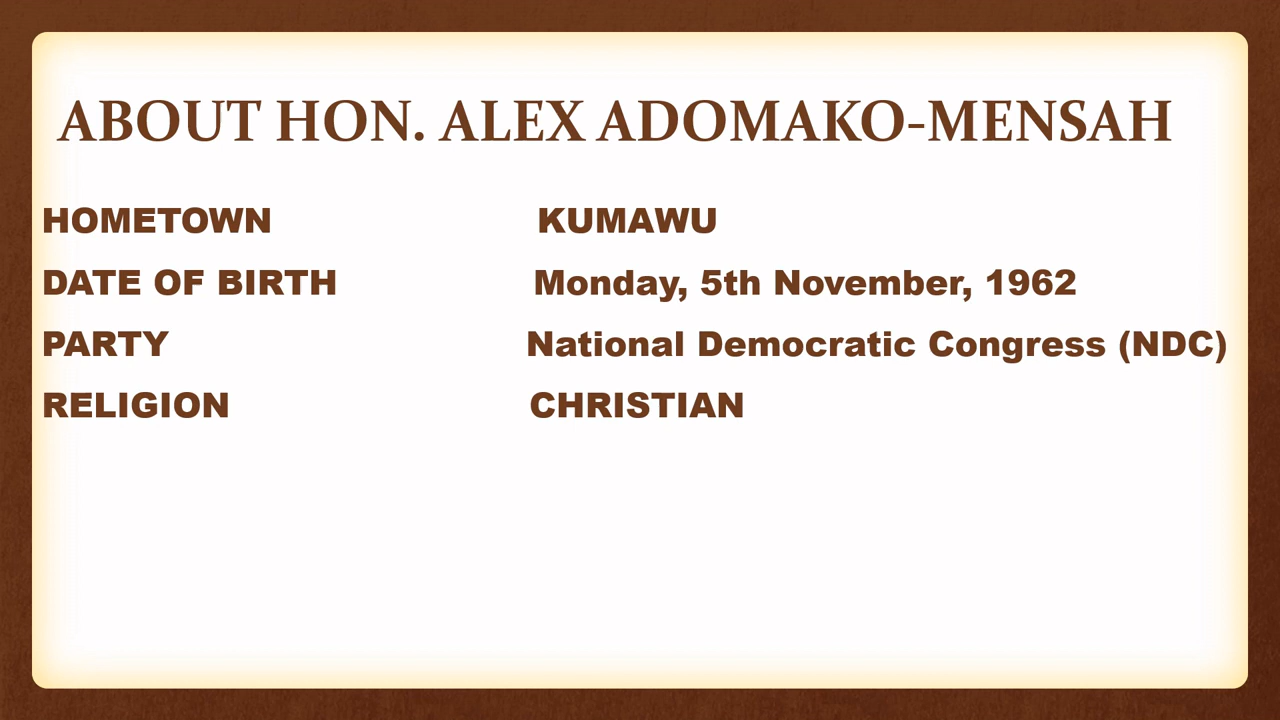 ABOUT HON. ALEX ADOMAKO-MENSAH
HOMETOWN KUMAWU
DATE OF BIRTH Monday, 5th November, 1962
PARTY National Democratic Congress (NDC)
RELIGION CHRISTIAN